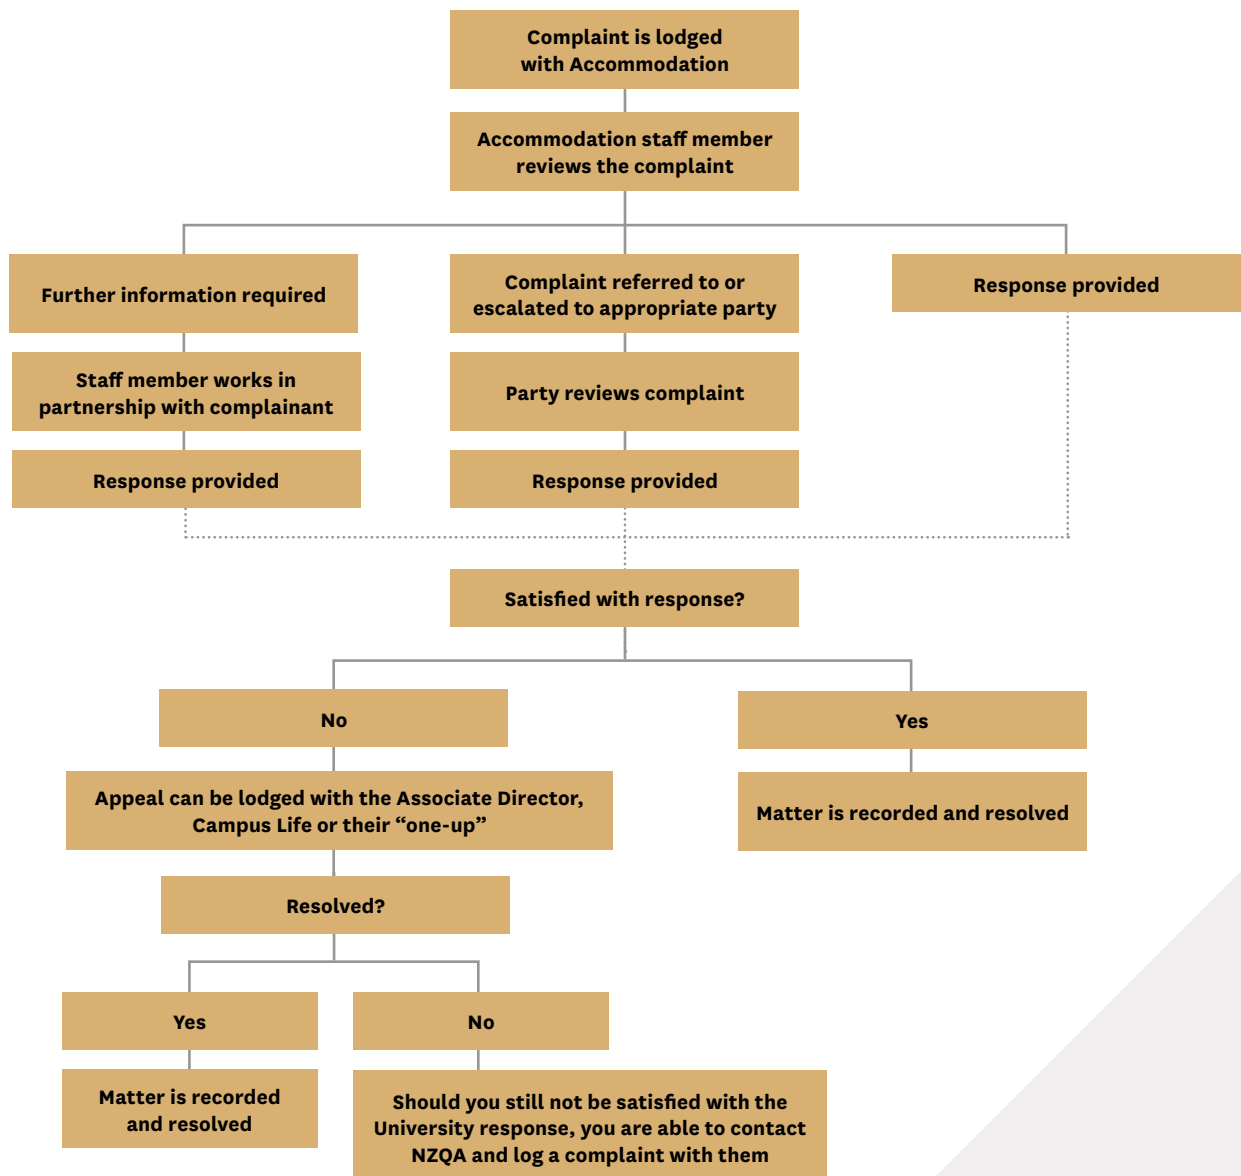 Complaint is lodged
with Accommodation
Accommodation staff member
reviews the complaint
Further information required
Complaint referred to or
escalated to appropriate party
Response provided
Staff member works in
partnership with complainant
Party reviews complaint
Response provided
Response provided
Satisfied with response?
No
Yes
Appeal can be lodged with the Associate Director,
Campus Life or their “one-up”
Matter is recorded and resolved
Resolved?
Yes
No
Matter is recorded
and resolved
Should you still not be satisfied with the
University response, you are able to contact
NZQA and log a complaint with them